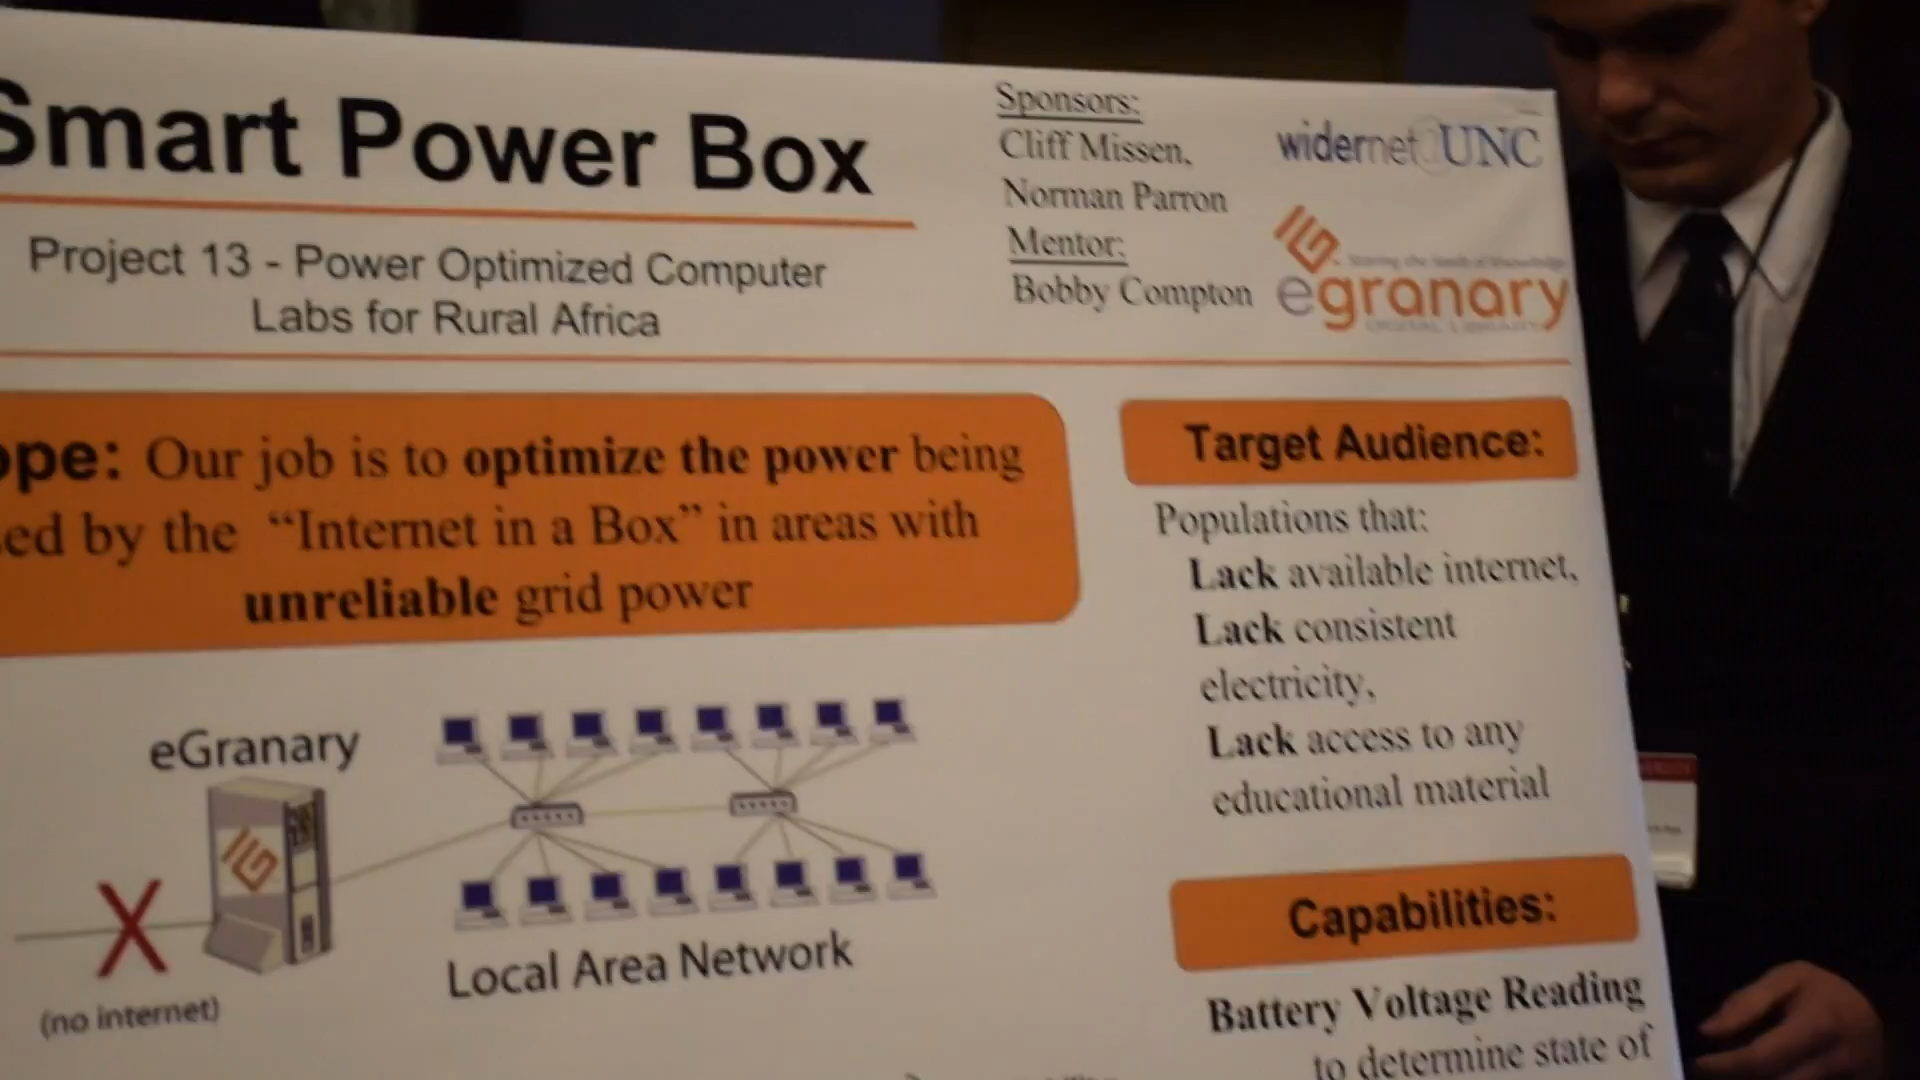 Smart Power Box
Project 13 - Power Optimized Computer
Labs for Rural Africa
Sponsors:
Cliff Missen,
Norman Parron
Mentor:
Bobby Compton
widernet@UNC
egranary
DIGITAL LIBRARY
ope: Our job is to optimize the power being
ed by the “Internet in a Box” in areas with
unreliable grid power
Target Audience:
Populations that:
Lack available internet,
Lack consistent
electricity,
Lack access to any
educational material
eGranary
(no internet)
Local Area Network
Capabilities:
Battery Voltage Reading
to determine state of